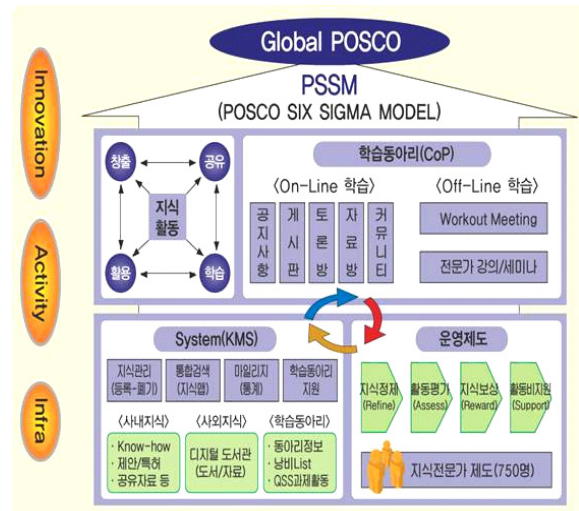 Global POSCO
PSSM
(POSCO SIX SIGMA MODEL)
Innovation
Activity
Infra
창출
공유
지식
활동
활용
학습
학습동아리(CoP)
〈On-Line 학습〉
공지사항
게시판
토론방
자료방
커뮤니티
〈Off-Line 학습〉
Workout Meeting
전문가 강의/세미나
System(KMS)
지식관리
(등록-폐기)
통합검색
(지식맵)
마일리지
(통계)
학습동아리
지원
〈사내지식〉
· Know-how
· 제안/특허
· 공유자료 등
〈사외지식〉
디지털 도서관
(도서/자료)
〈학습동아리〉
· 동아리정보
· 낭비List
· QSS과제활동
운영제도
지식정제
(Refine)
활동평가
(Assess)
지식보상
(Reward)
활동비지원
(Support)
지식전문가 제도(750명)